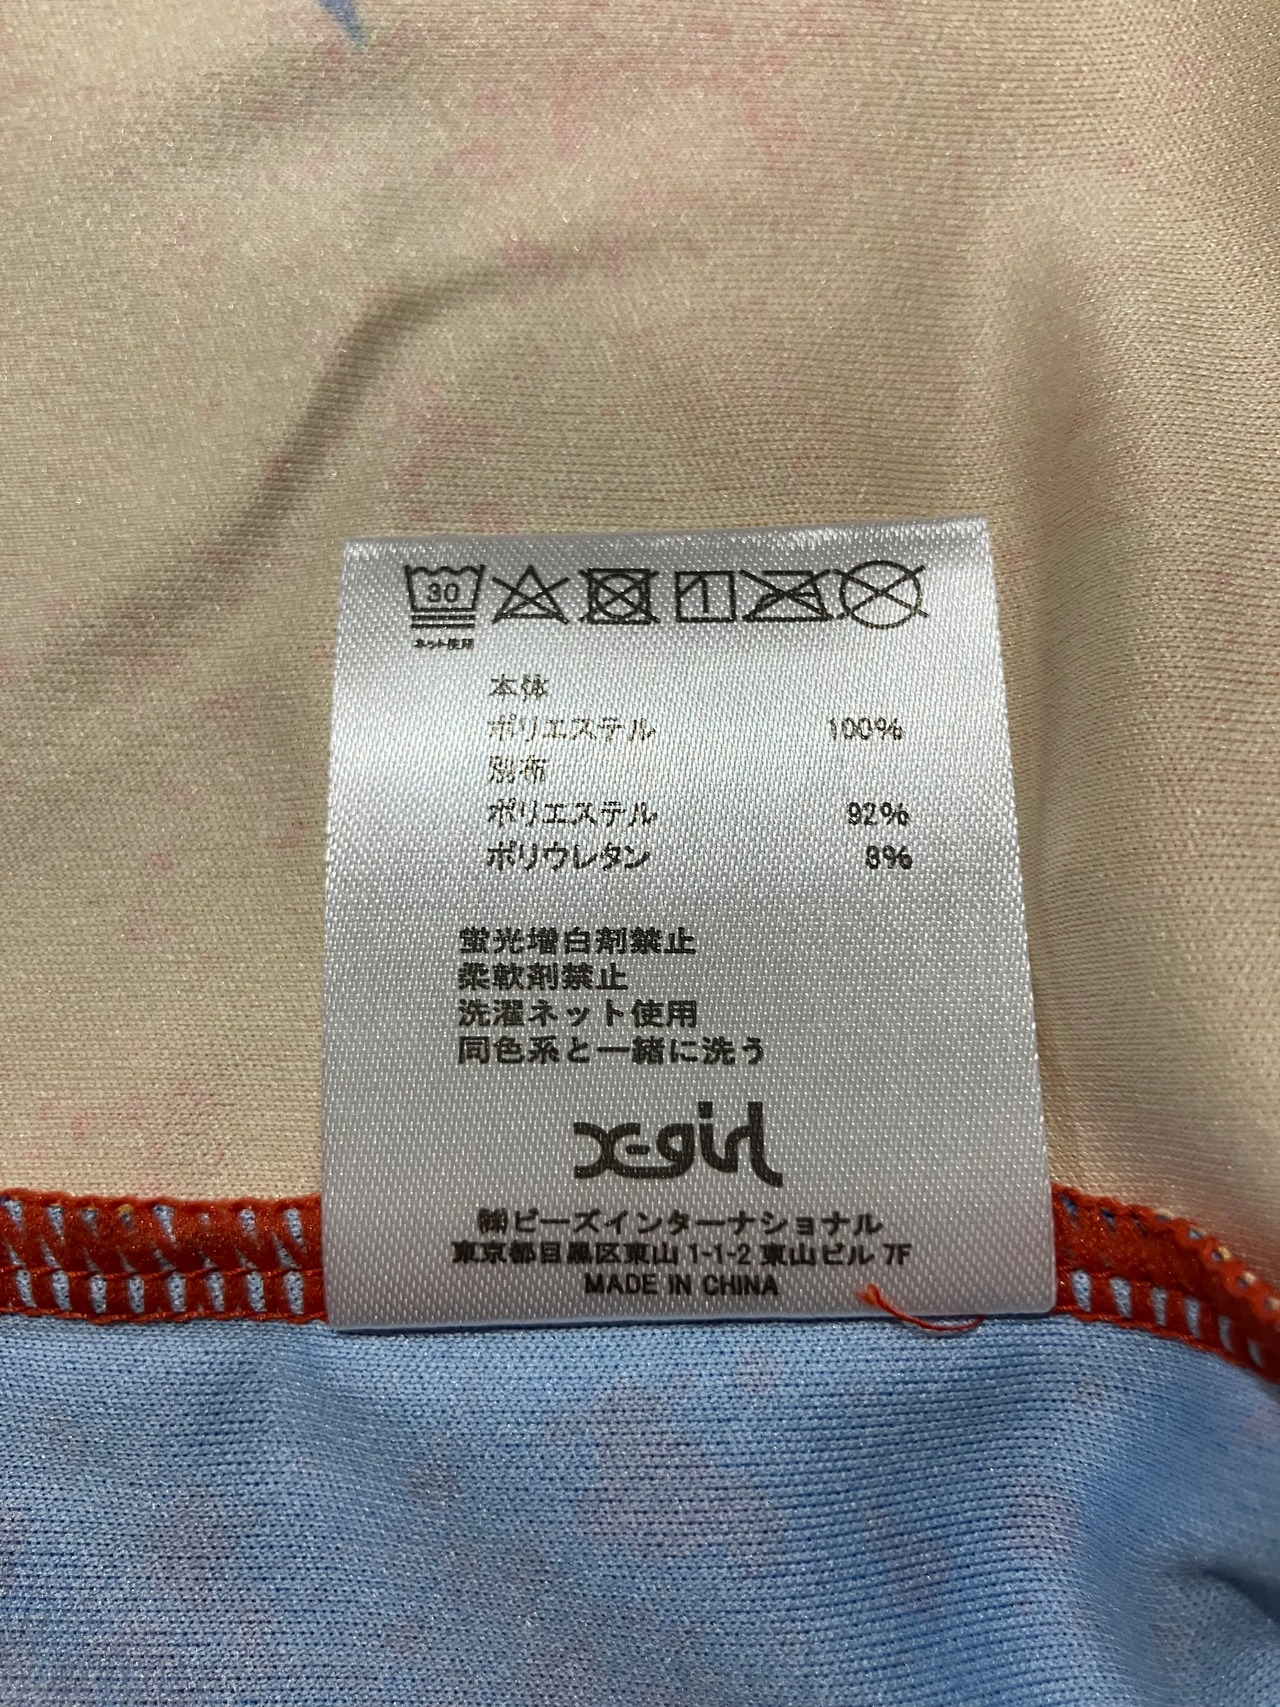 30
ネット使用
本体
ポリエステル 100%
別布
ポリエステル 92%
ポリウレタン 8%
蛍光増白剤禁止
柔軟剤禁止
洗濯ネット使用
同色系と一緒に洗う
x-girl
㈱ビーズインターナショナル
東京都目黒区東山 1-1-2 東山ビル 7F
MADE IN CHINA